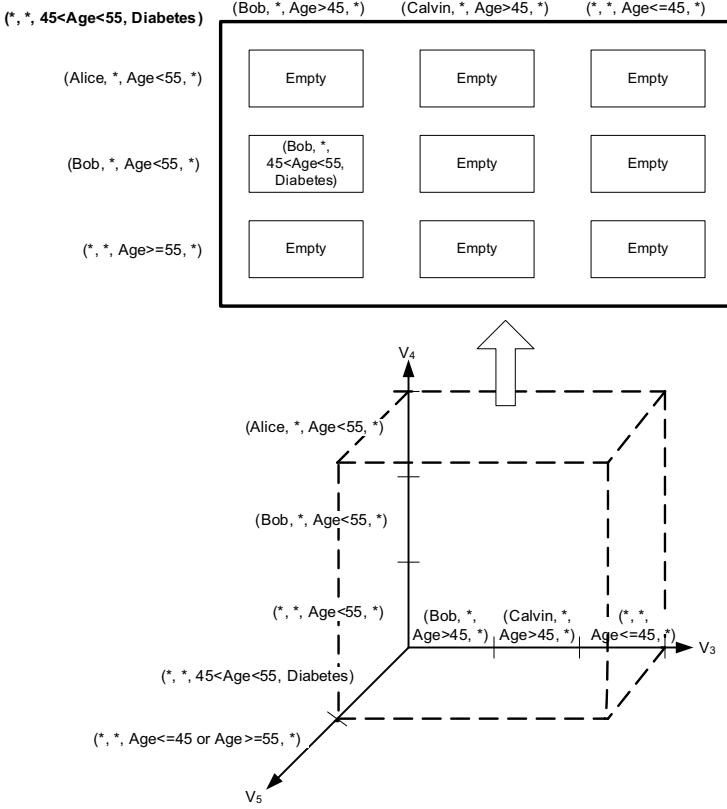 (*, *, 45<Age<55, Diabetes)
(Bob, *, Age>45, *)
(Calvin, *, Age>45, *)
(*, *, Age<=45, *)
(Alice, *, Age<55, *)
Empty
Empty
Empty
(Bob, *, Age<55, *)
(Bob, *,
45<Age<55,
Diabetes)
Empty
Empty
(*, *, Age>=55, *)
Empty
Empty
Empty
V4
(Alice, *, Age<55, *)
(Bob, *, Age<55, *)
(*, *, Age<55, *)
(Bob, *,
Age>45, *)
(Calvin, *,
Age>45, *)
(*, *,
Age<=45, *)
V3
(*, *, 45<Age<55, Diabetes)
(*, *, Age<=45 or Age>=55, *)
V5